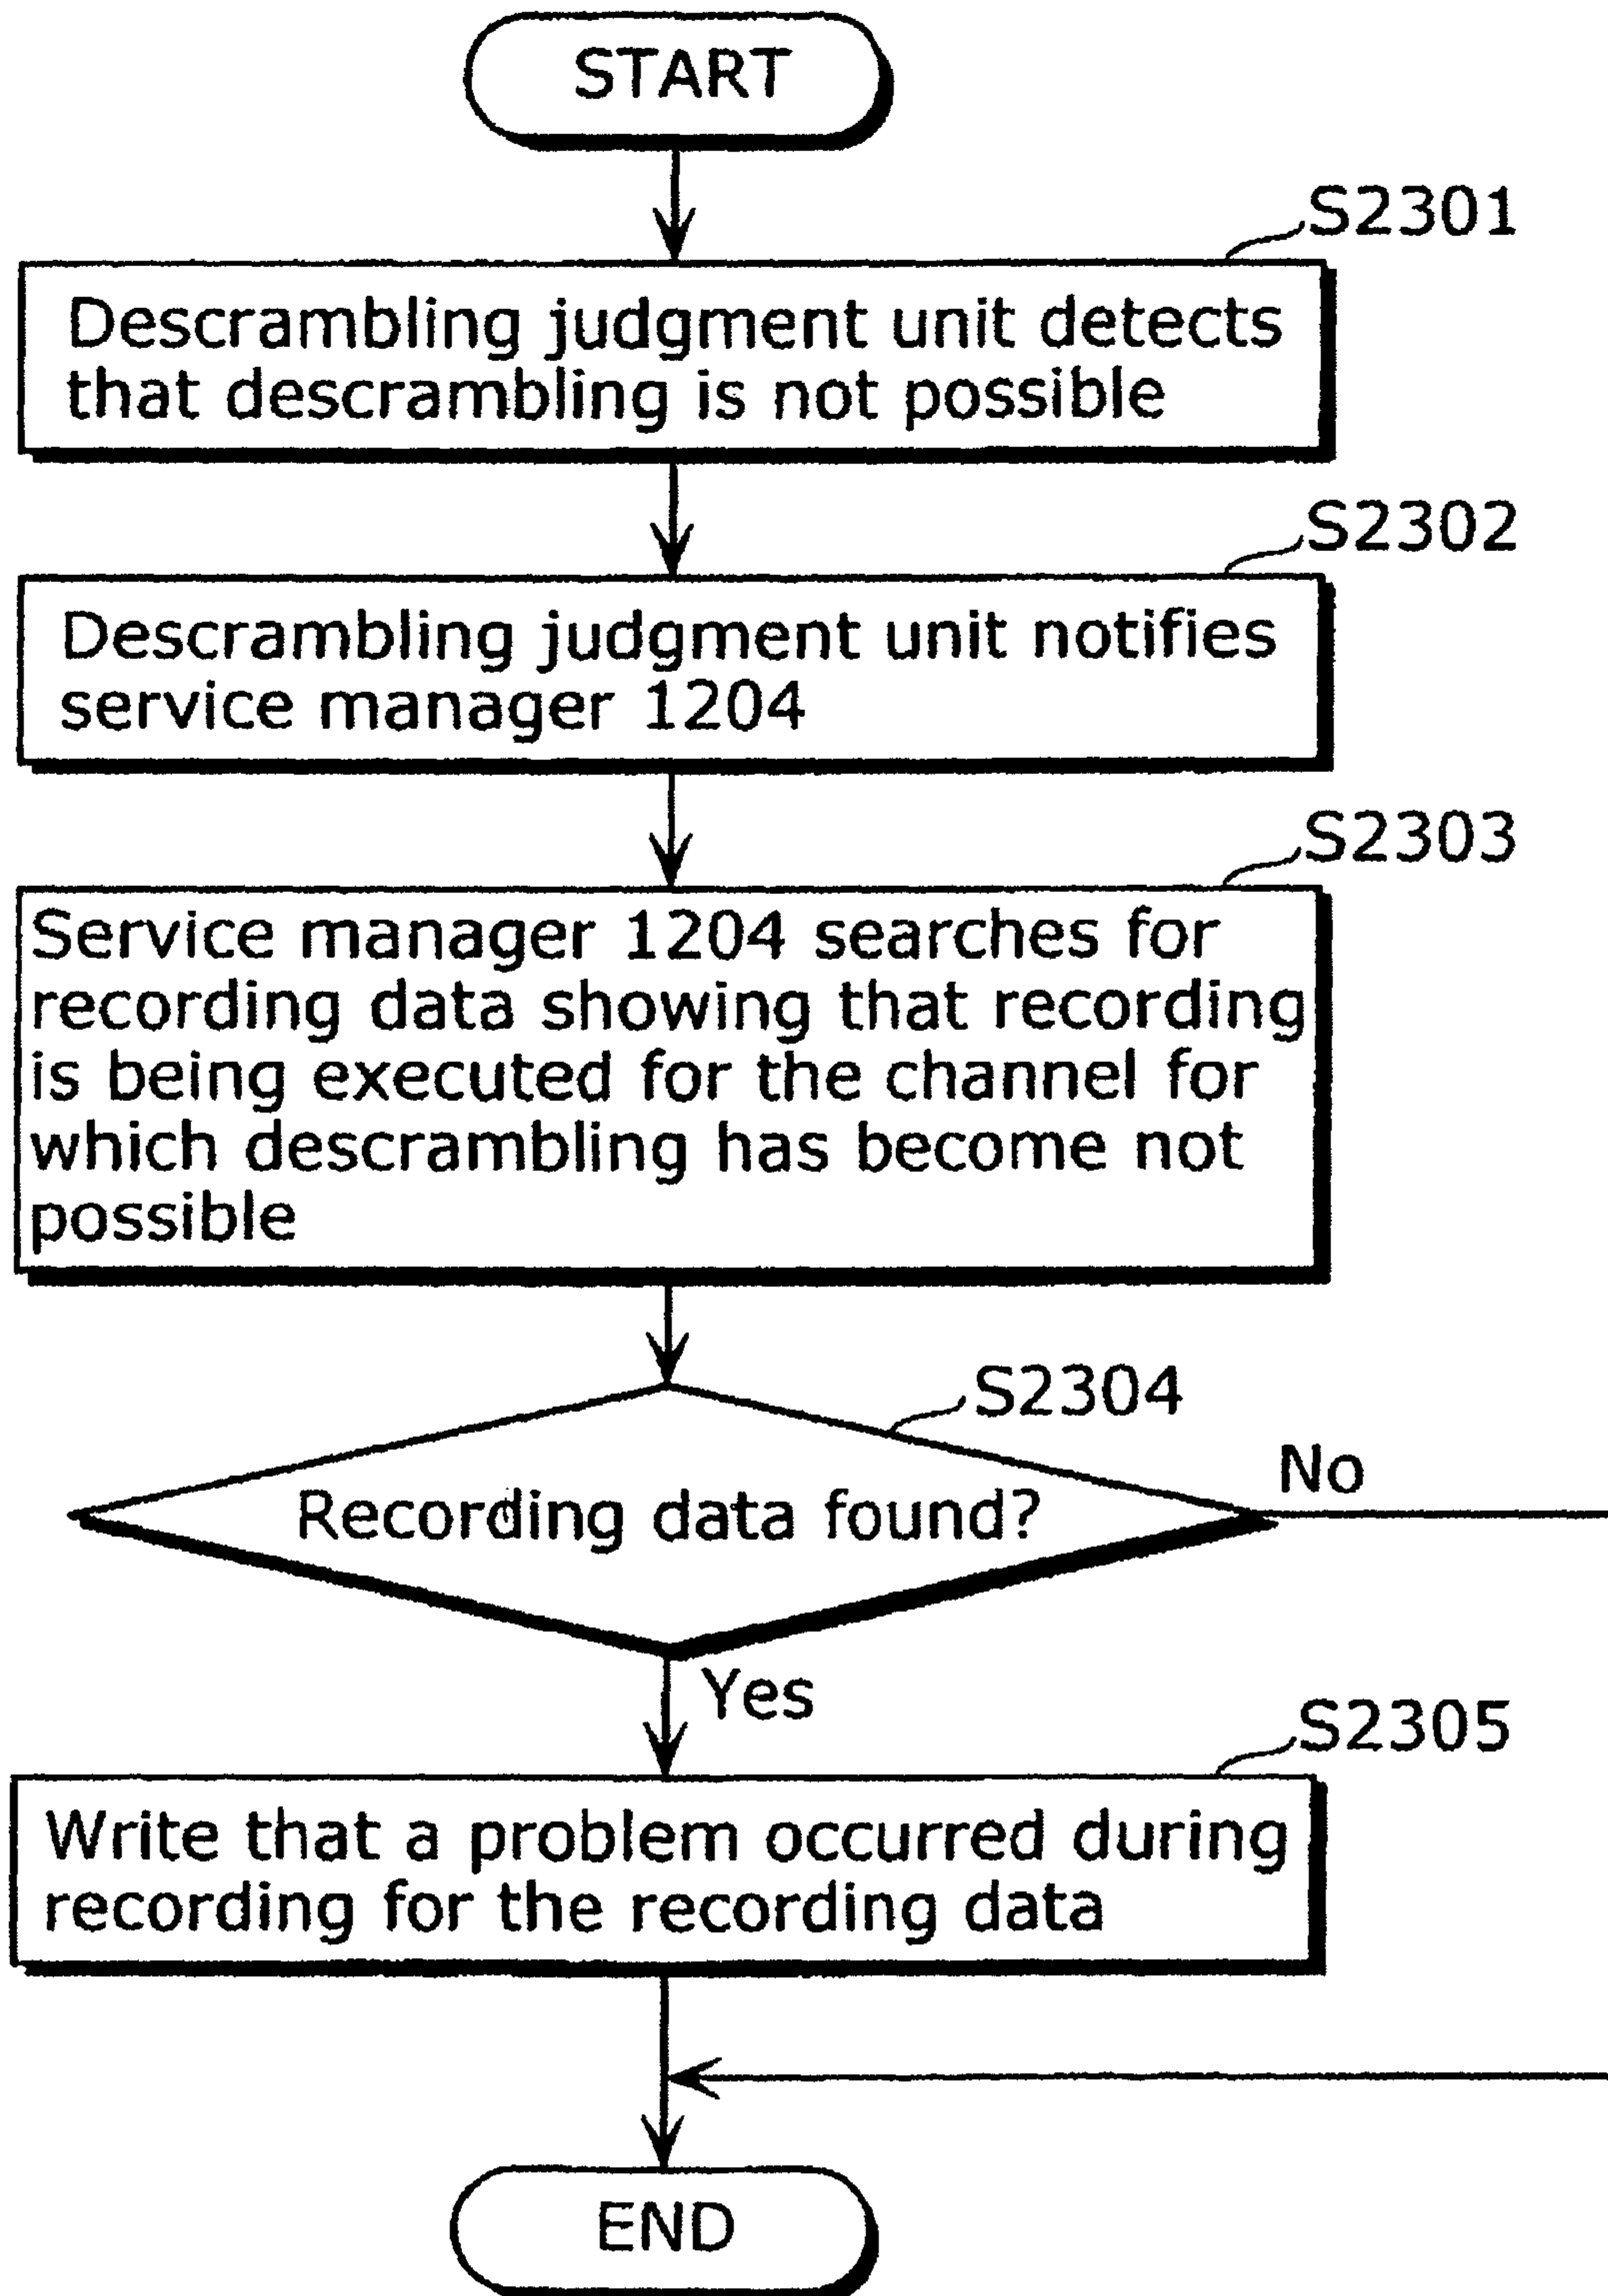 START
S2301
Descrambling judgment unit detects
that descrambling is not possible
S2302
Descrambling judgment unit notifies
service manager 1204
S2303
Service manager 1204 searches for
recording data showing that recording
is being executed for the channel for
which descrambling has become not
possible
S2304
No
Recording data found?
Yes
S2305
Write that a problem occurred during
recording for the recording data
END